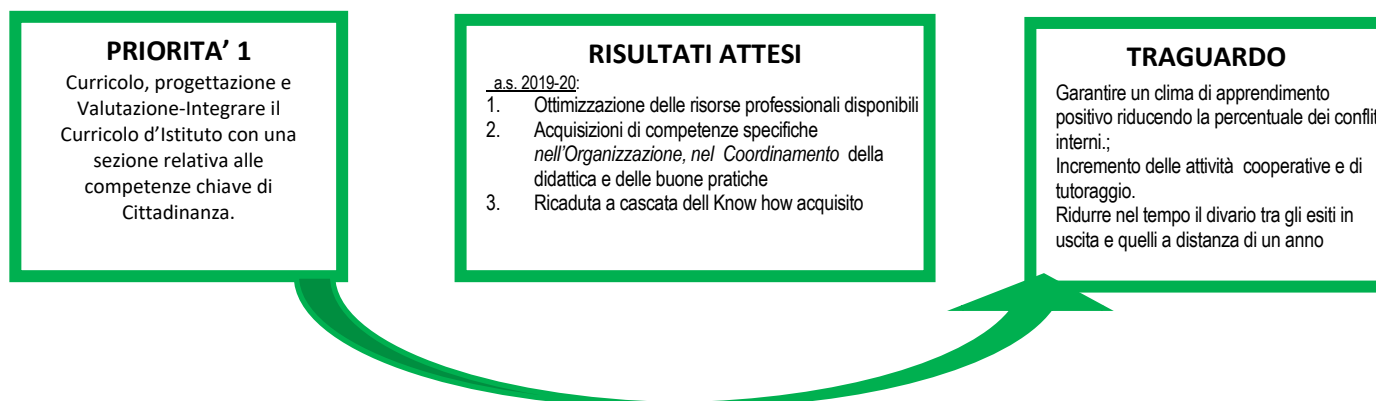 PRIORITA’ 1
Curricolo, progettazione e
Valutazione-Integrare il
Curricolo d’Istituto con una
sezione relativa alle
competenze chiave di
Cittadinanza.
RISULTATI ATTESI
a.s. 2019-20:
1. Ottimizzazione delle risorse professionali disponibili
2. Acquisizioni di competenze specifiche
nell’Organizzazione, nel Coordinamento della
didattica e delle buone pratiche
3. Ricaduta a cascata dell Know how acquisito
TRAGUARDO
Garantire un clima di apprendimento
positivo riducendo la percentuale dei conflit
interni.;
Incremento delle attività cooperative e di
tutoraggio.
Ridurre nel tempo il divario tra gli esiti in
uscita e quelli a distanza di un anno